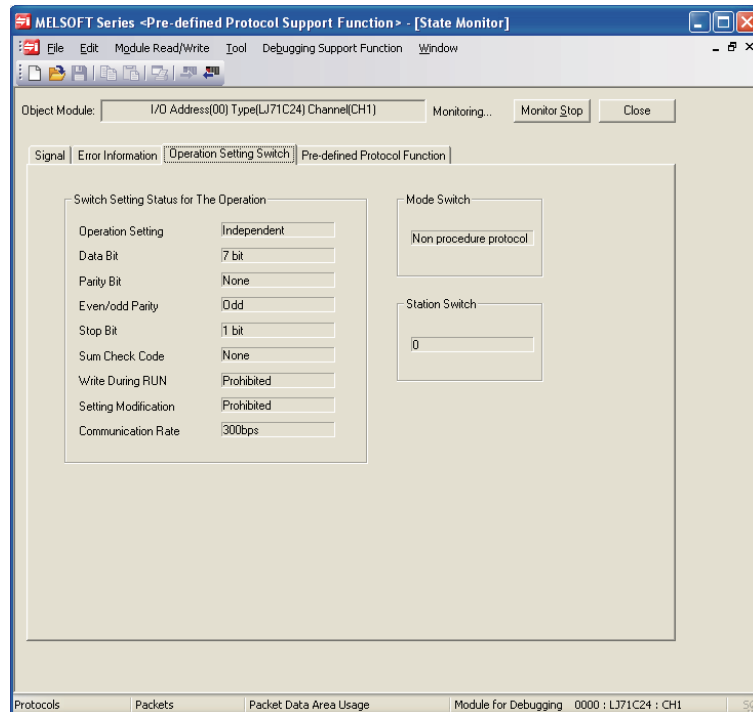 MELSOFT Series <Pre-defined Protocol Support Function> - [State Monitor]
File Edit Module Read/Write Tool Debugging Support Function Window
Object Module: I/O Address(00) Type(LJ71C24) Channel(CH1) Monitoring... Monitor Stop Close
Signal Error Information Operation Setting Switch Pre-defined Protocol Function
Switch Setting Status for The Operation
Operation Setting Independent
Data Bit 7 bit
Parity Bit None
Even/odd Parity Odd
Stop Bit 1 bit
Sum Check Code None
Write During RUN Prohibited
Setting Modification Prohibited
Communication Rate 300bps
Mode Switch
Non procedure protocol
Station Switch
0
Protocols Packets Packet Data Area Usage Module for Debugging 0000 : LJ71C24 : CH1